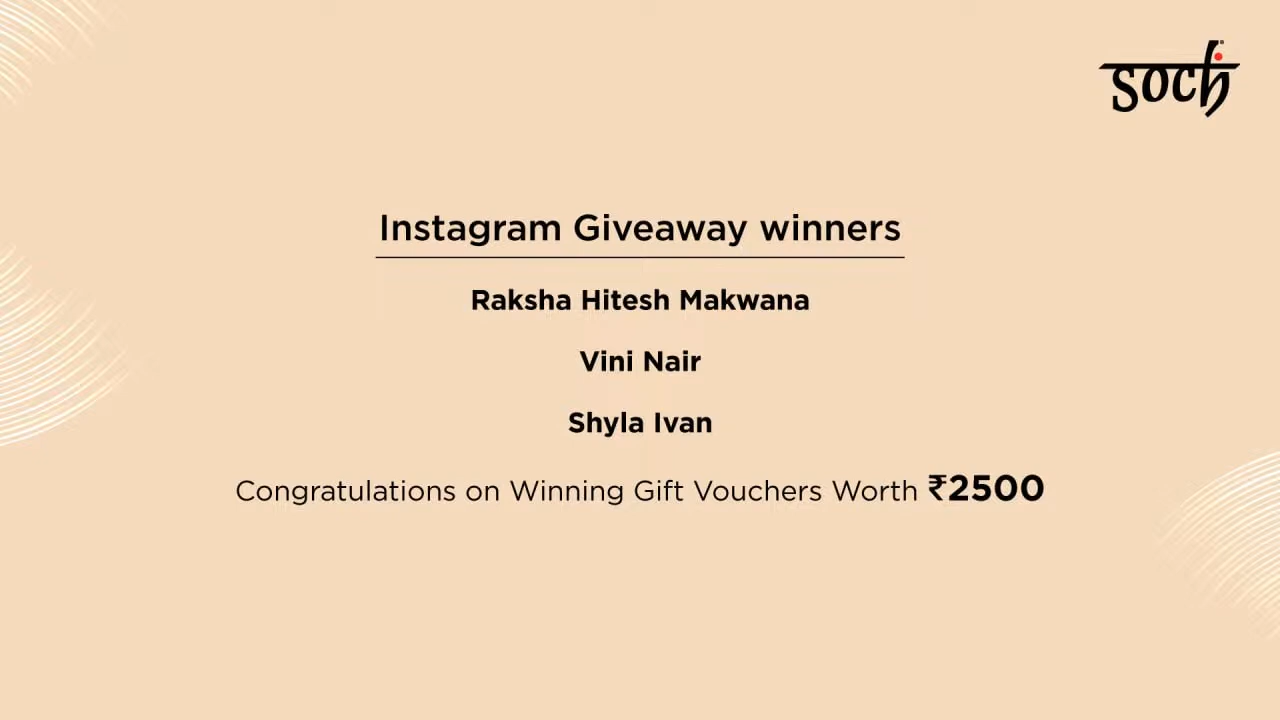 soch
Instagram Giveaway winners
Raksha Hitesh Makwana
Vini Nair
Shyla Ivan
Congratulations on Winning Gift Vouchers Worth ₹2500